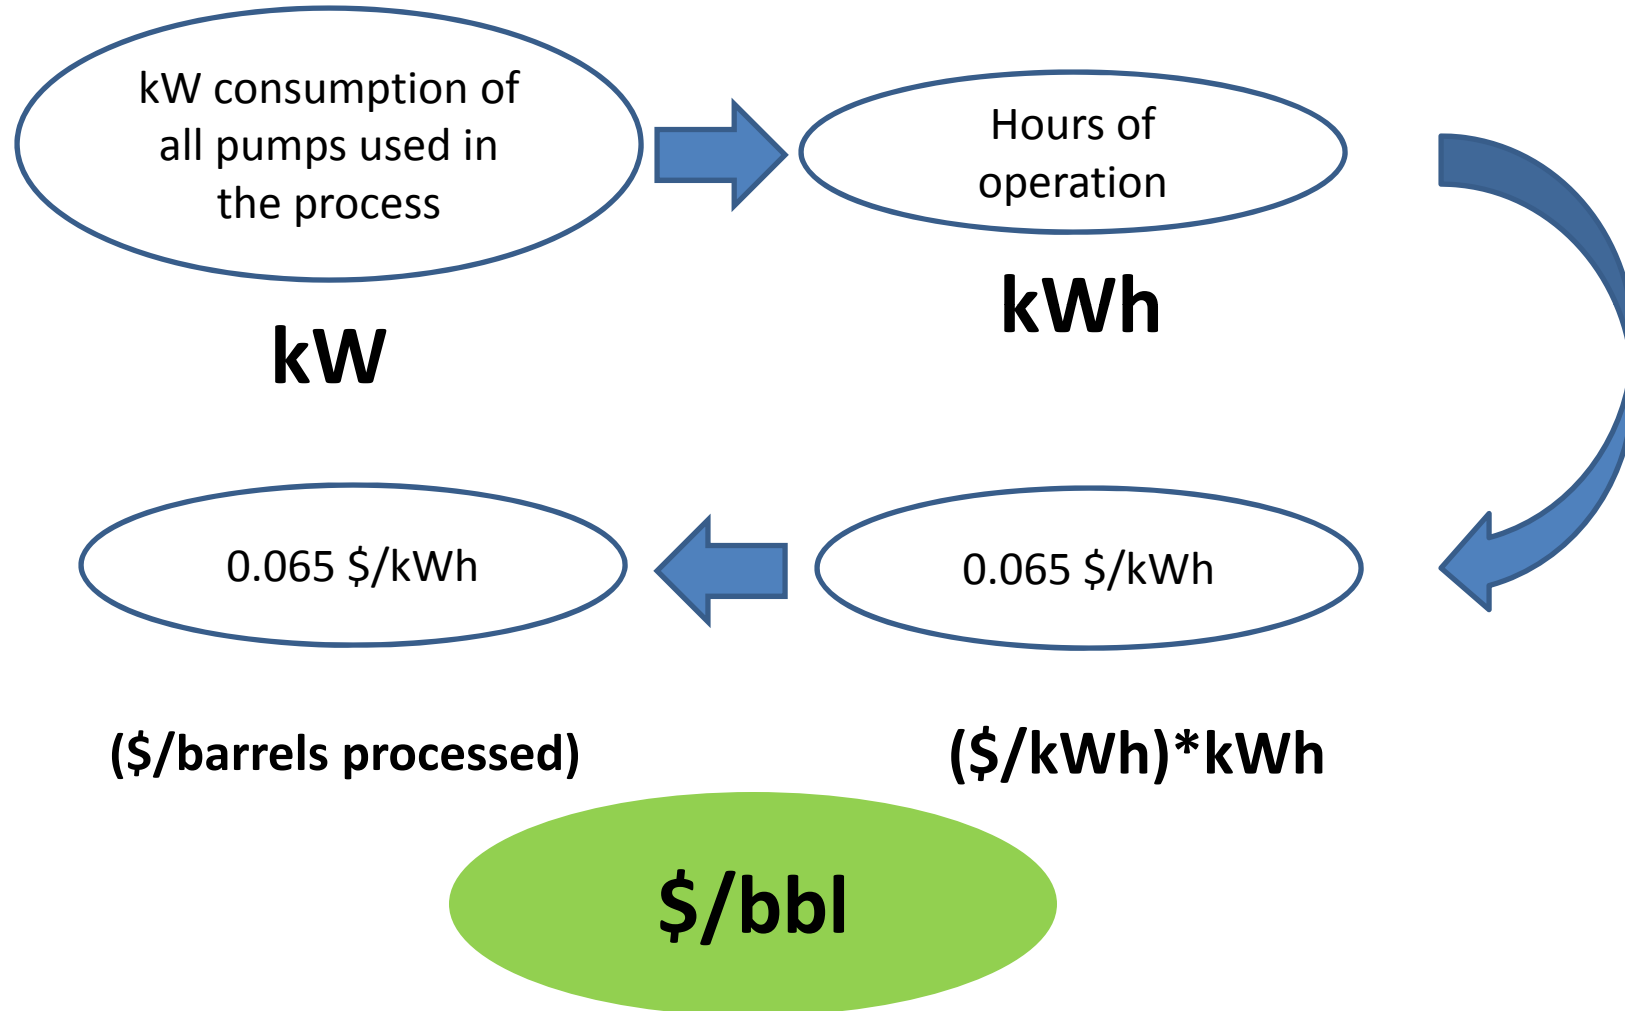 kW consumption of
all pumps used in
the process
kW
Hours of
operation
kWh
0.065 $/kWh
($/kWh)*kWh
0.065 $/kWh
($/barrels processed)
$/bbl